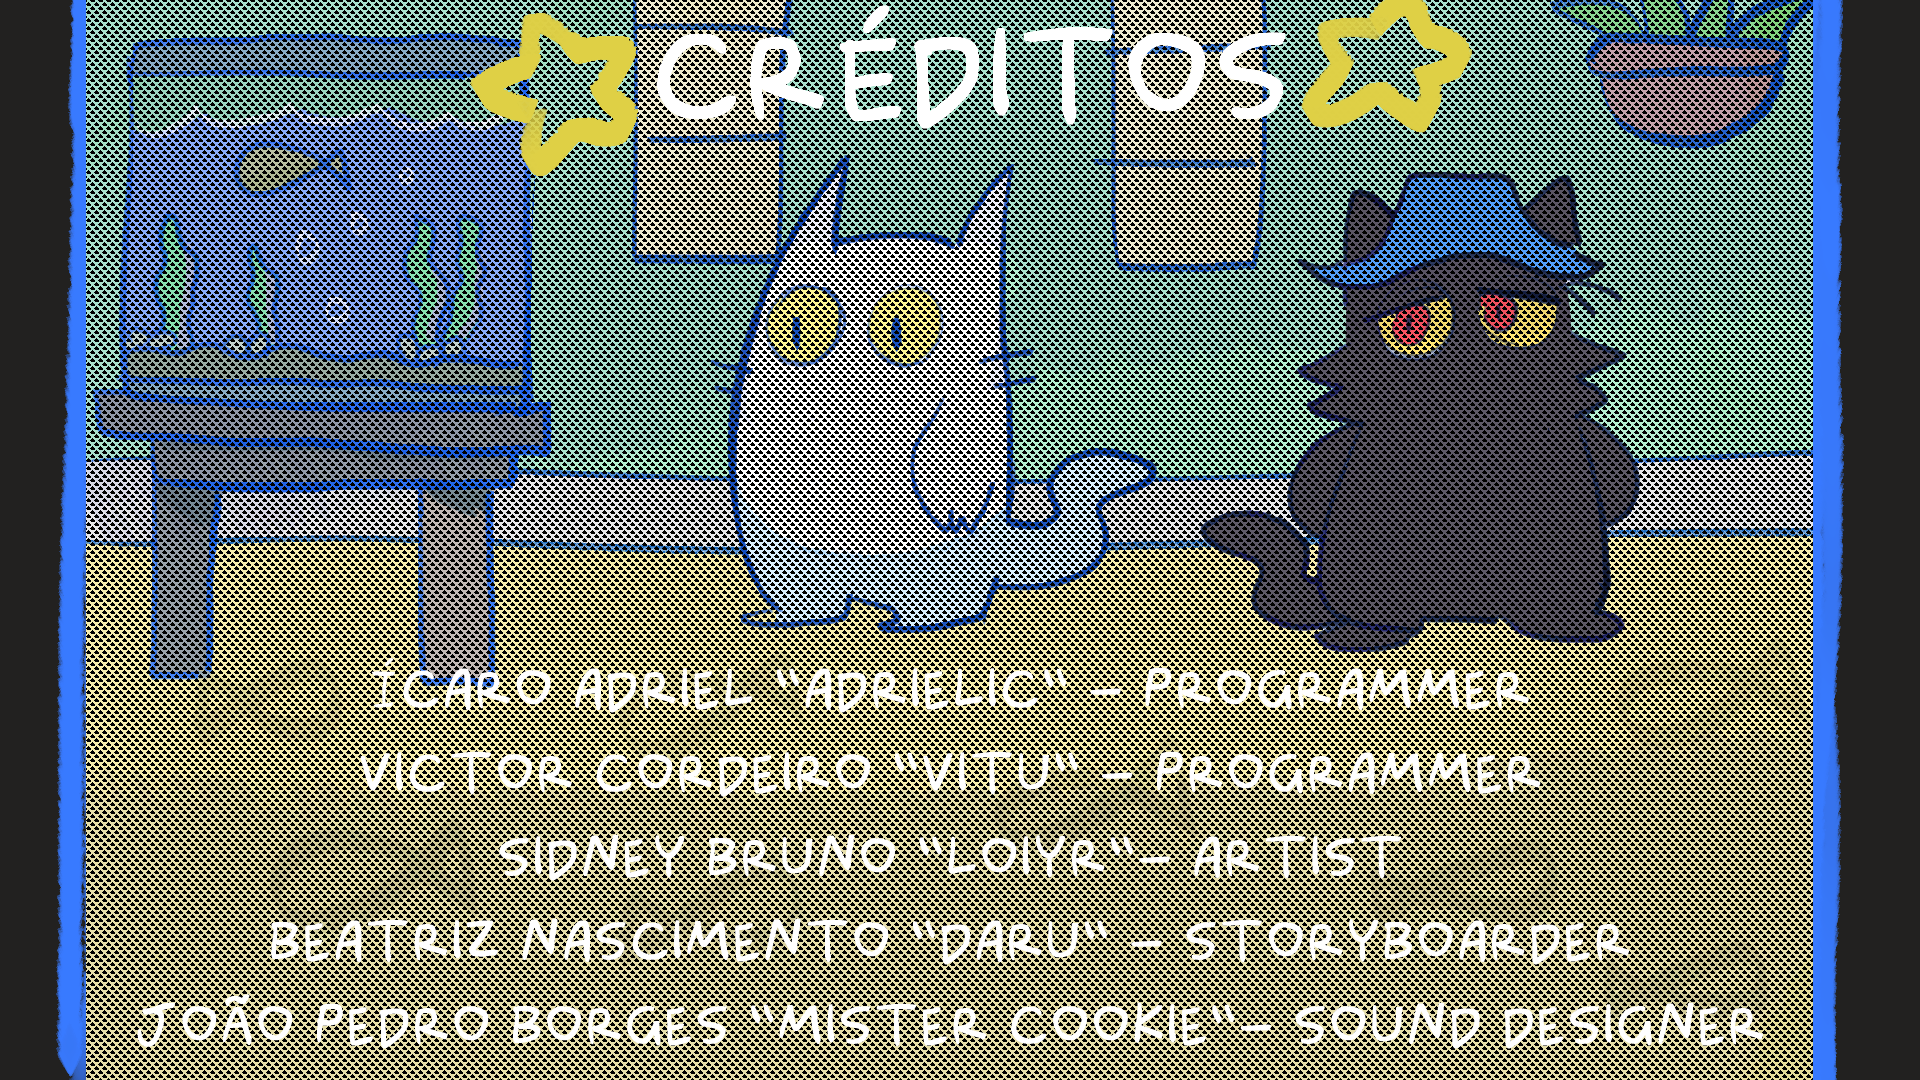 CRÉDITOS
ÍCARO ADRIEL "ADRIELIC" - PROGRAMMER
VICTOR CORDEIRO "VITU" - PROGRAMMER
SIDNEY BRUNO "LOIYR"- ARTIST
BEATRIZ NASCIMENTO "DARU" - STORYBOARDER
JOÃO PEDRO BORGES "MISTER COOKIE"- SOUND DESIGNER